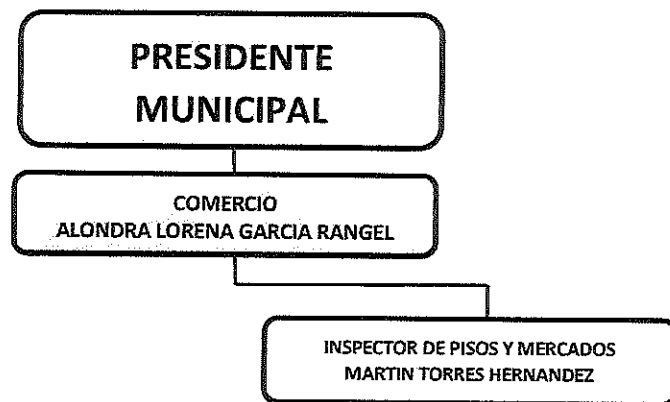 PRESIDENTE
MUNICIPAL
COMERCIO
ALONDRA LORENA GARCIA RANGEL
INSPECTOR DE PISOS Y MERCADOS
MARTIN TORRES HERNANDEZ